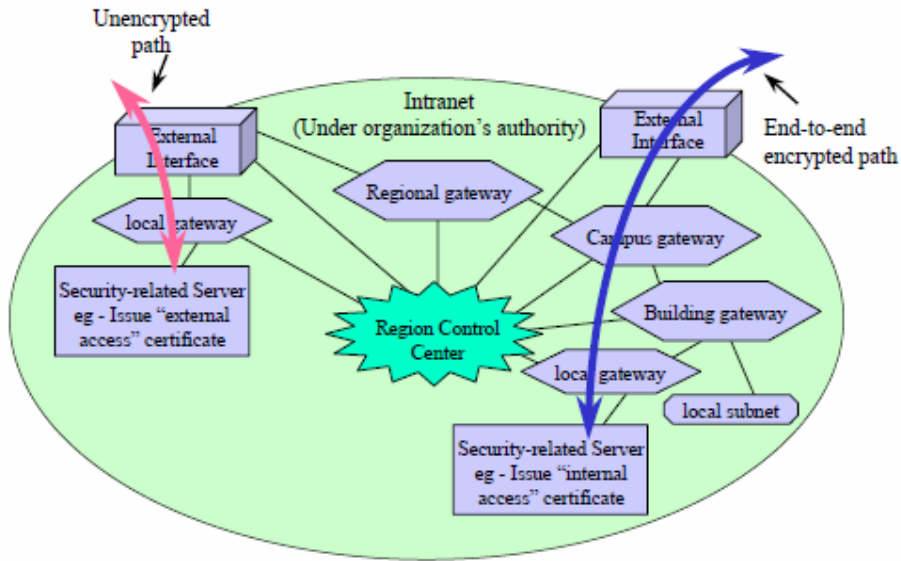 Unencrypted
path
Intranet
(Under organization's authority)
External
Interface
External
Interface
End-to-end
encrypted path
Regional gateway
local gateway
Campus gateway
Security-related Server
eg - Issue “external
access” certificate
Region Control
Center
Building gateway
local gateway
local subnet
Security-related Server
eg - Issue “internal
access” certificate